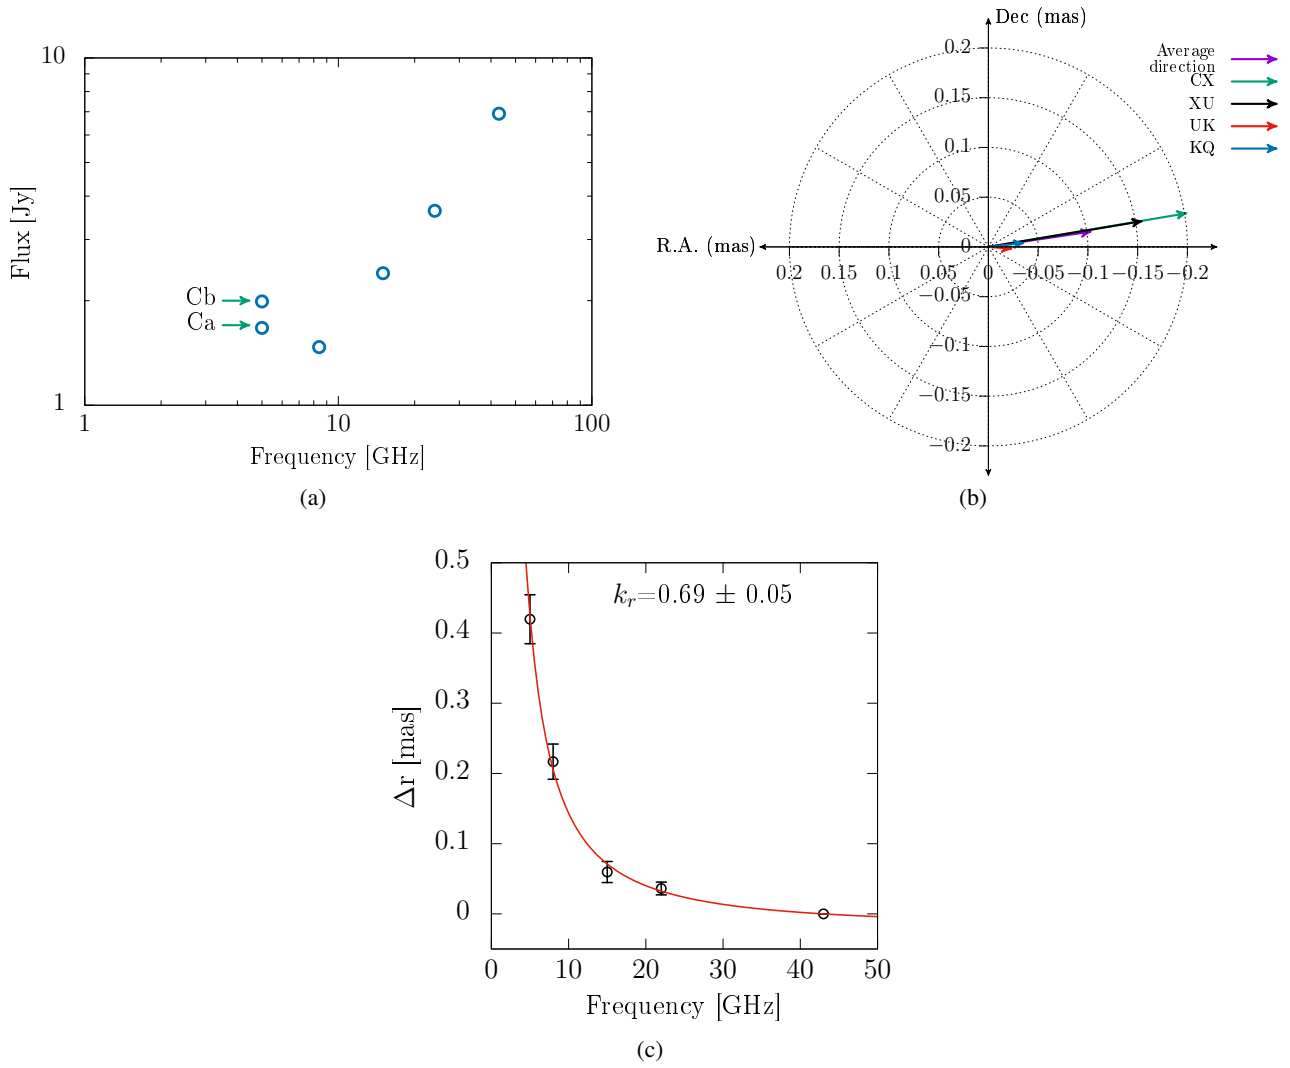 10
Flux [Jy]
Cb
Ca
1
1 10 100
Frequency [GHz]
(a)
Dec (mas)
Average
direction
CX
XU
UK
KQ
0.2
0.15
0.1
0.05
R.A. (mas)
0
0.2 0.15 0.1 0.05 0 −0.05 −0.1 −0.15 −0.2
−0.05
−0.1
−0.15
−0.2
(b)
0.5
kᵣ=0.69 ± 0.05
0.4
0.3
Δr [mas]
0.2
0.1
0
0 10 20 30 40 50
Frequency [GHz]
(c)